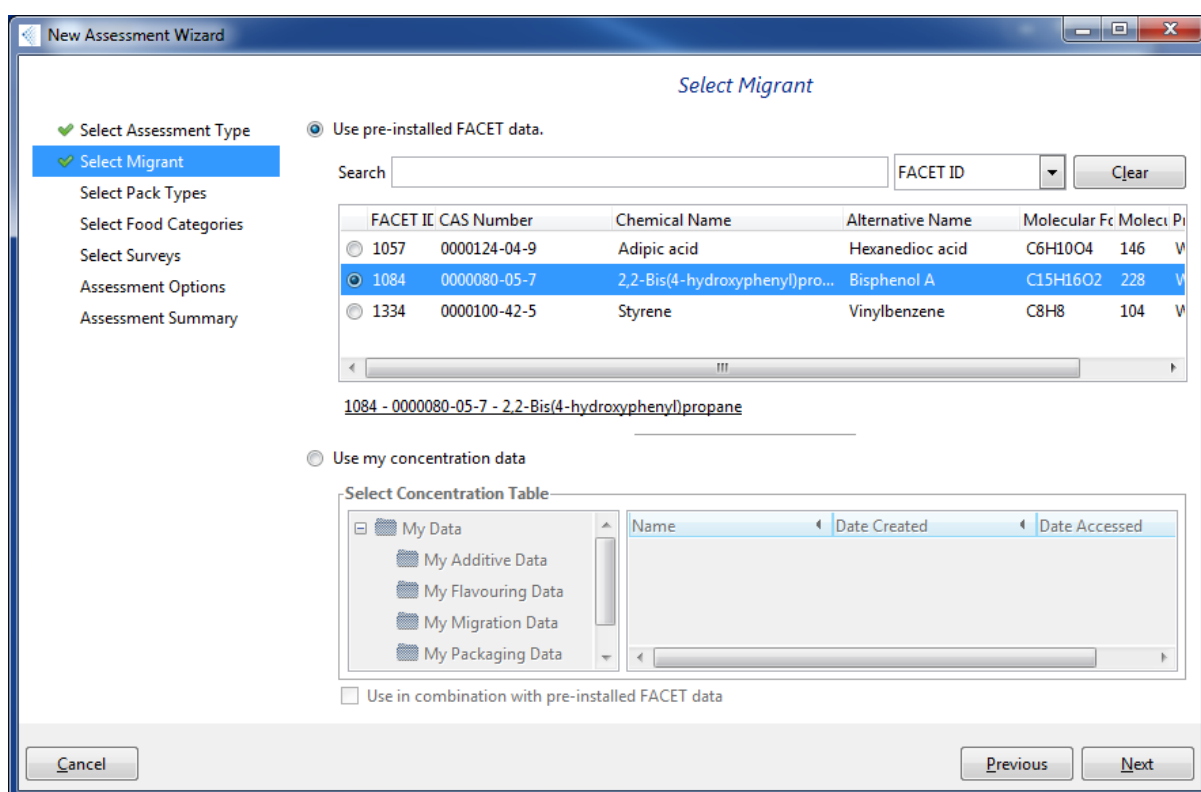 New Assessment Wizard
Select Migrant
Select Assessment Type
Select Migrant
Select Pack Types
Select Food Categories
Select Surveys
Assessment Options
Assessment Summary
Use pre-installed FACET data.
Search FACET ID Clear
FACET ID CAS Number Chemical Name Alternative Name Molecular Fc Molecu Pr
1057 0000124-04-9 Adipic acid Hexanedioc acid C6H10O4 146 W
1084 0000080-05-7 2,2-Bis(4-hydroxyphenyl)pro... Bisphenol A C15H16O2 228 W
1334 0000100-42-5 Styrene Vinylbenzene C8H8 104 W
1084 - 0000080-05-7 - 2,2-Bis(4-hydroxyphenyl)propane
Use my concentration data
Select Concentration Table
My Data
My Additive Data
My Flavouring Data
My Migration Data
My Packaging Data
Name Date Created Date Accessed
Use in combination with pre-installed FACET data
Cancel Previous Next